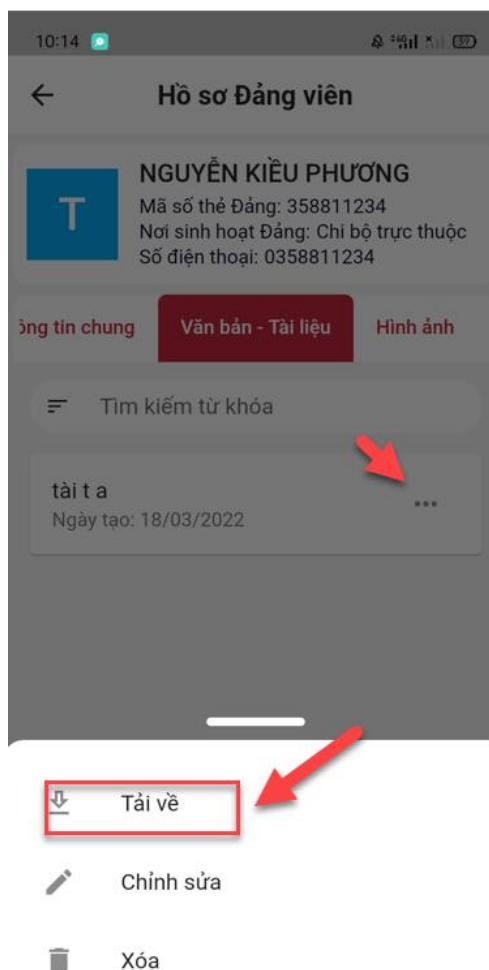 10:14
Hồ sơ Đảng viên
T
NGUYỄN KIỀU PHƯƠNG
Mã số thẻ Đảng: 358811234
Nơi sinh hoạt Đảng: Chi bộ trực thuộc
Số điện thoại: 0358811234
ông tin chung Văn bản - Tài liệu Hình ảnh
Tìm kiếm từ khóa
tài t a
Ngày tạo: 18/03/2022
Tải về
Chỉnh sửa
Xóa